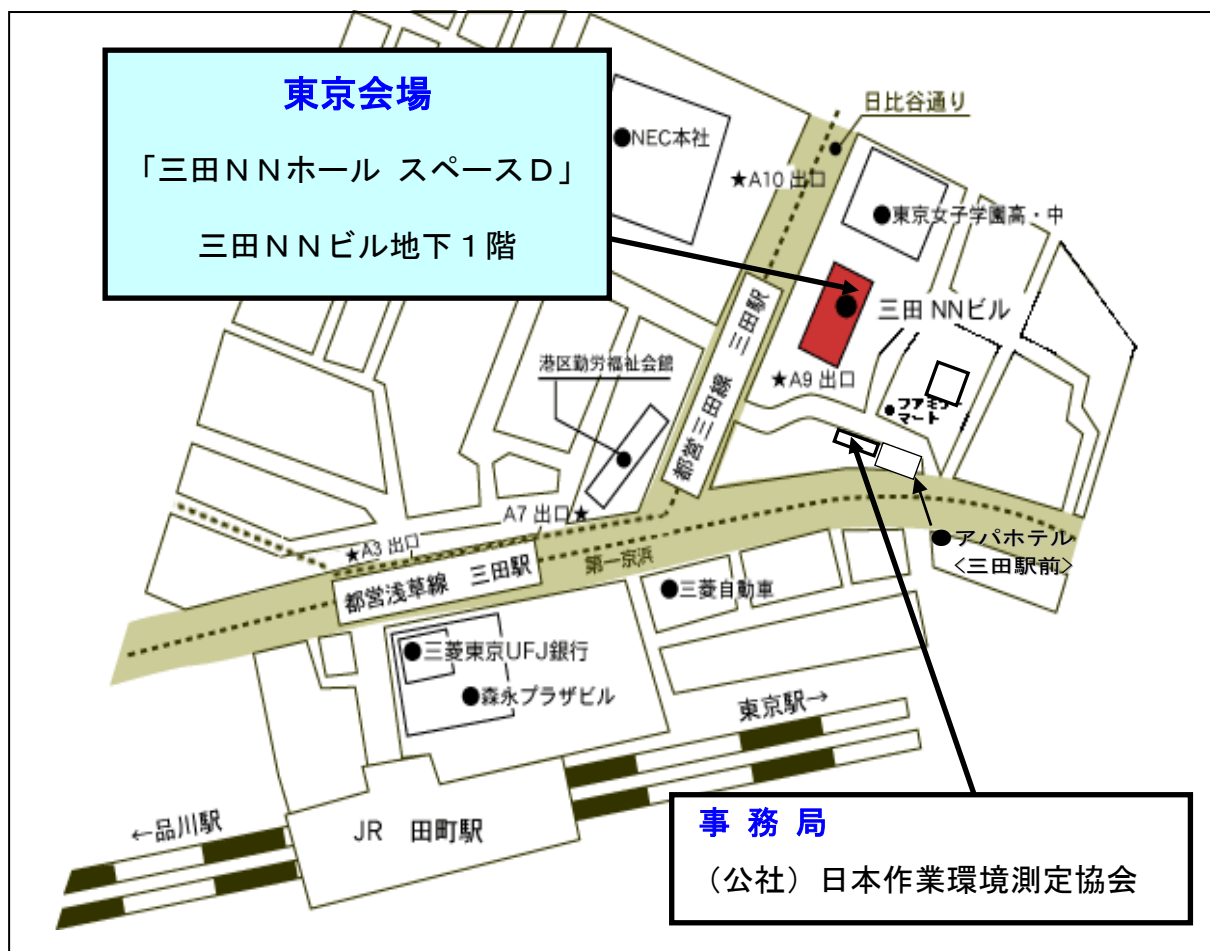 東京会場
「三田ＮＮホール スペースＤ」
三田ＮＮビル地下１階
日比谷通り
●NEC本社
★A10 出口
●東京女子学園高・中
都営三田線 三田駅
三田 NNビル
港区勤労福祉会館
★A9 出口
ファミリーマート
A7 出口★
★A3 出口
都営浅草線 三田駅
第一京浜
●アパホテル
〈三田駅前〉
●三菱自動車
●三菱東京UFJ銀行
●森永プラザビル
東京駅→
←品川駅
JR 田町駅
事 務 局
（公社）日本作業環境測定協会